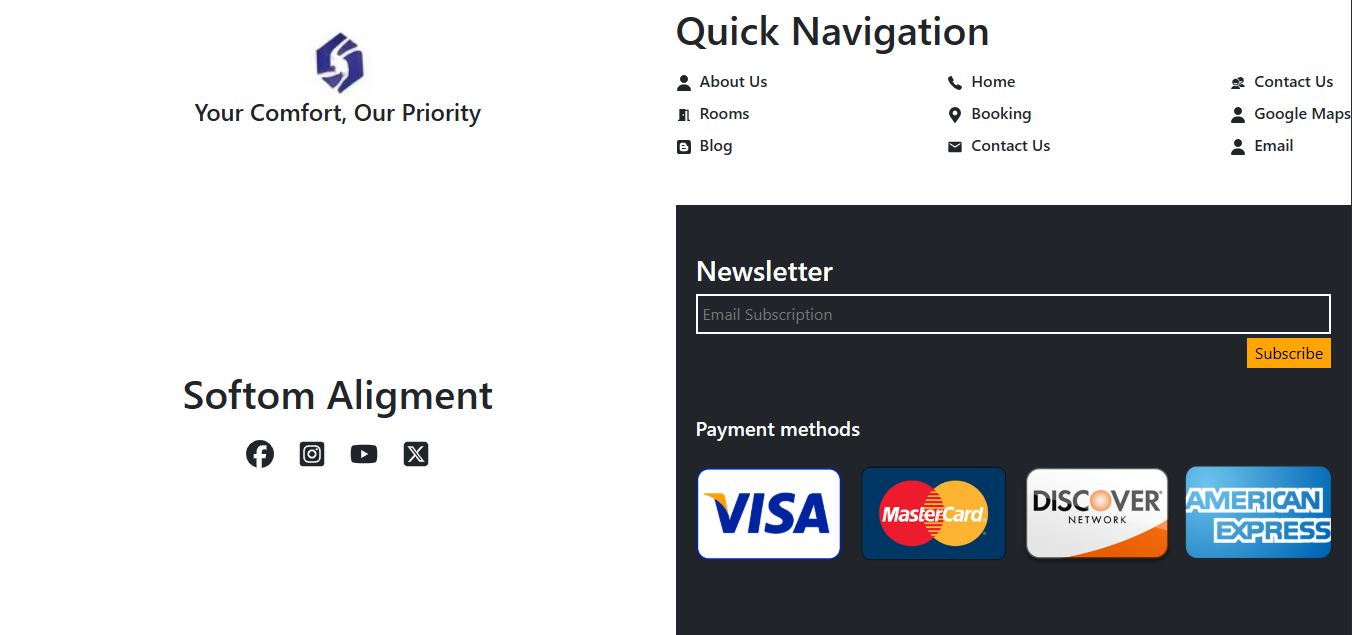 Your Comfort, Our Priority
Softom Aligment
Quick Navigation
About Us Home Contact Us
Rooms Booking Google Maps
Blog Contact Us Email
Newsletter
Email Subscription
Subscribe
Payment methods
VISA MasterCard DISCOVER NETWORK AMERICAN EXPRESS